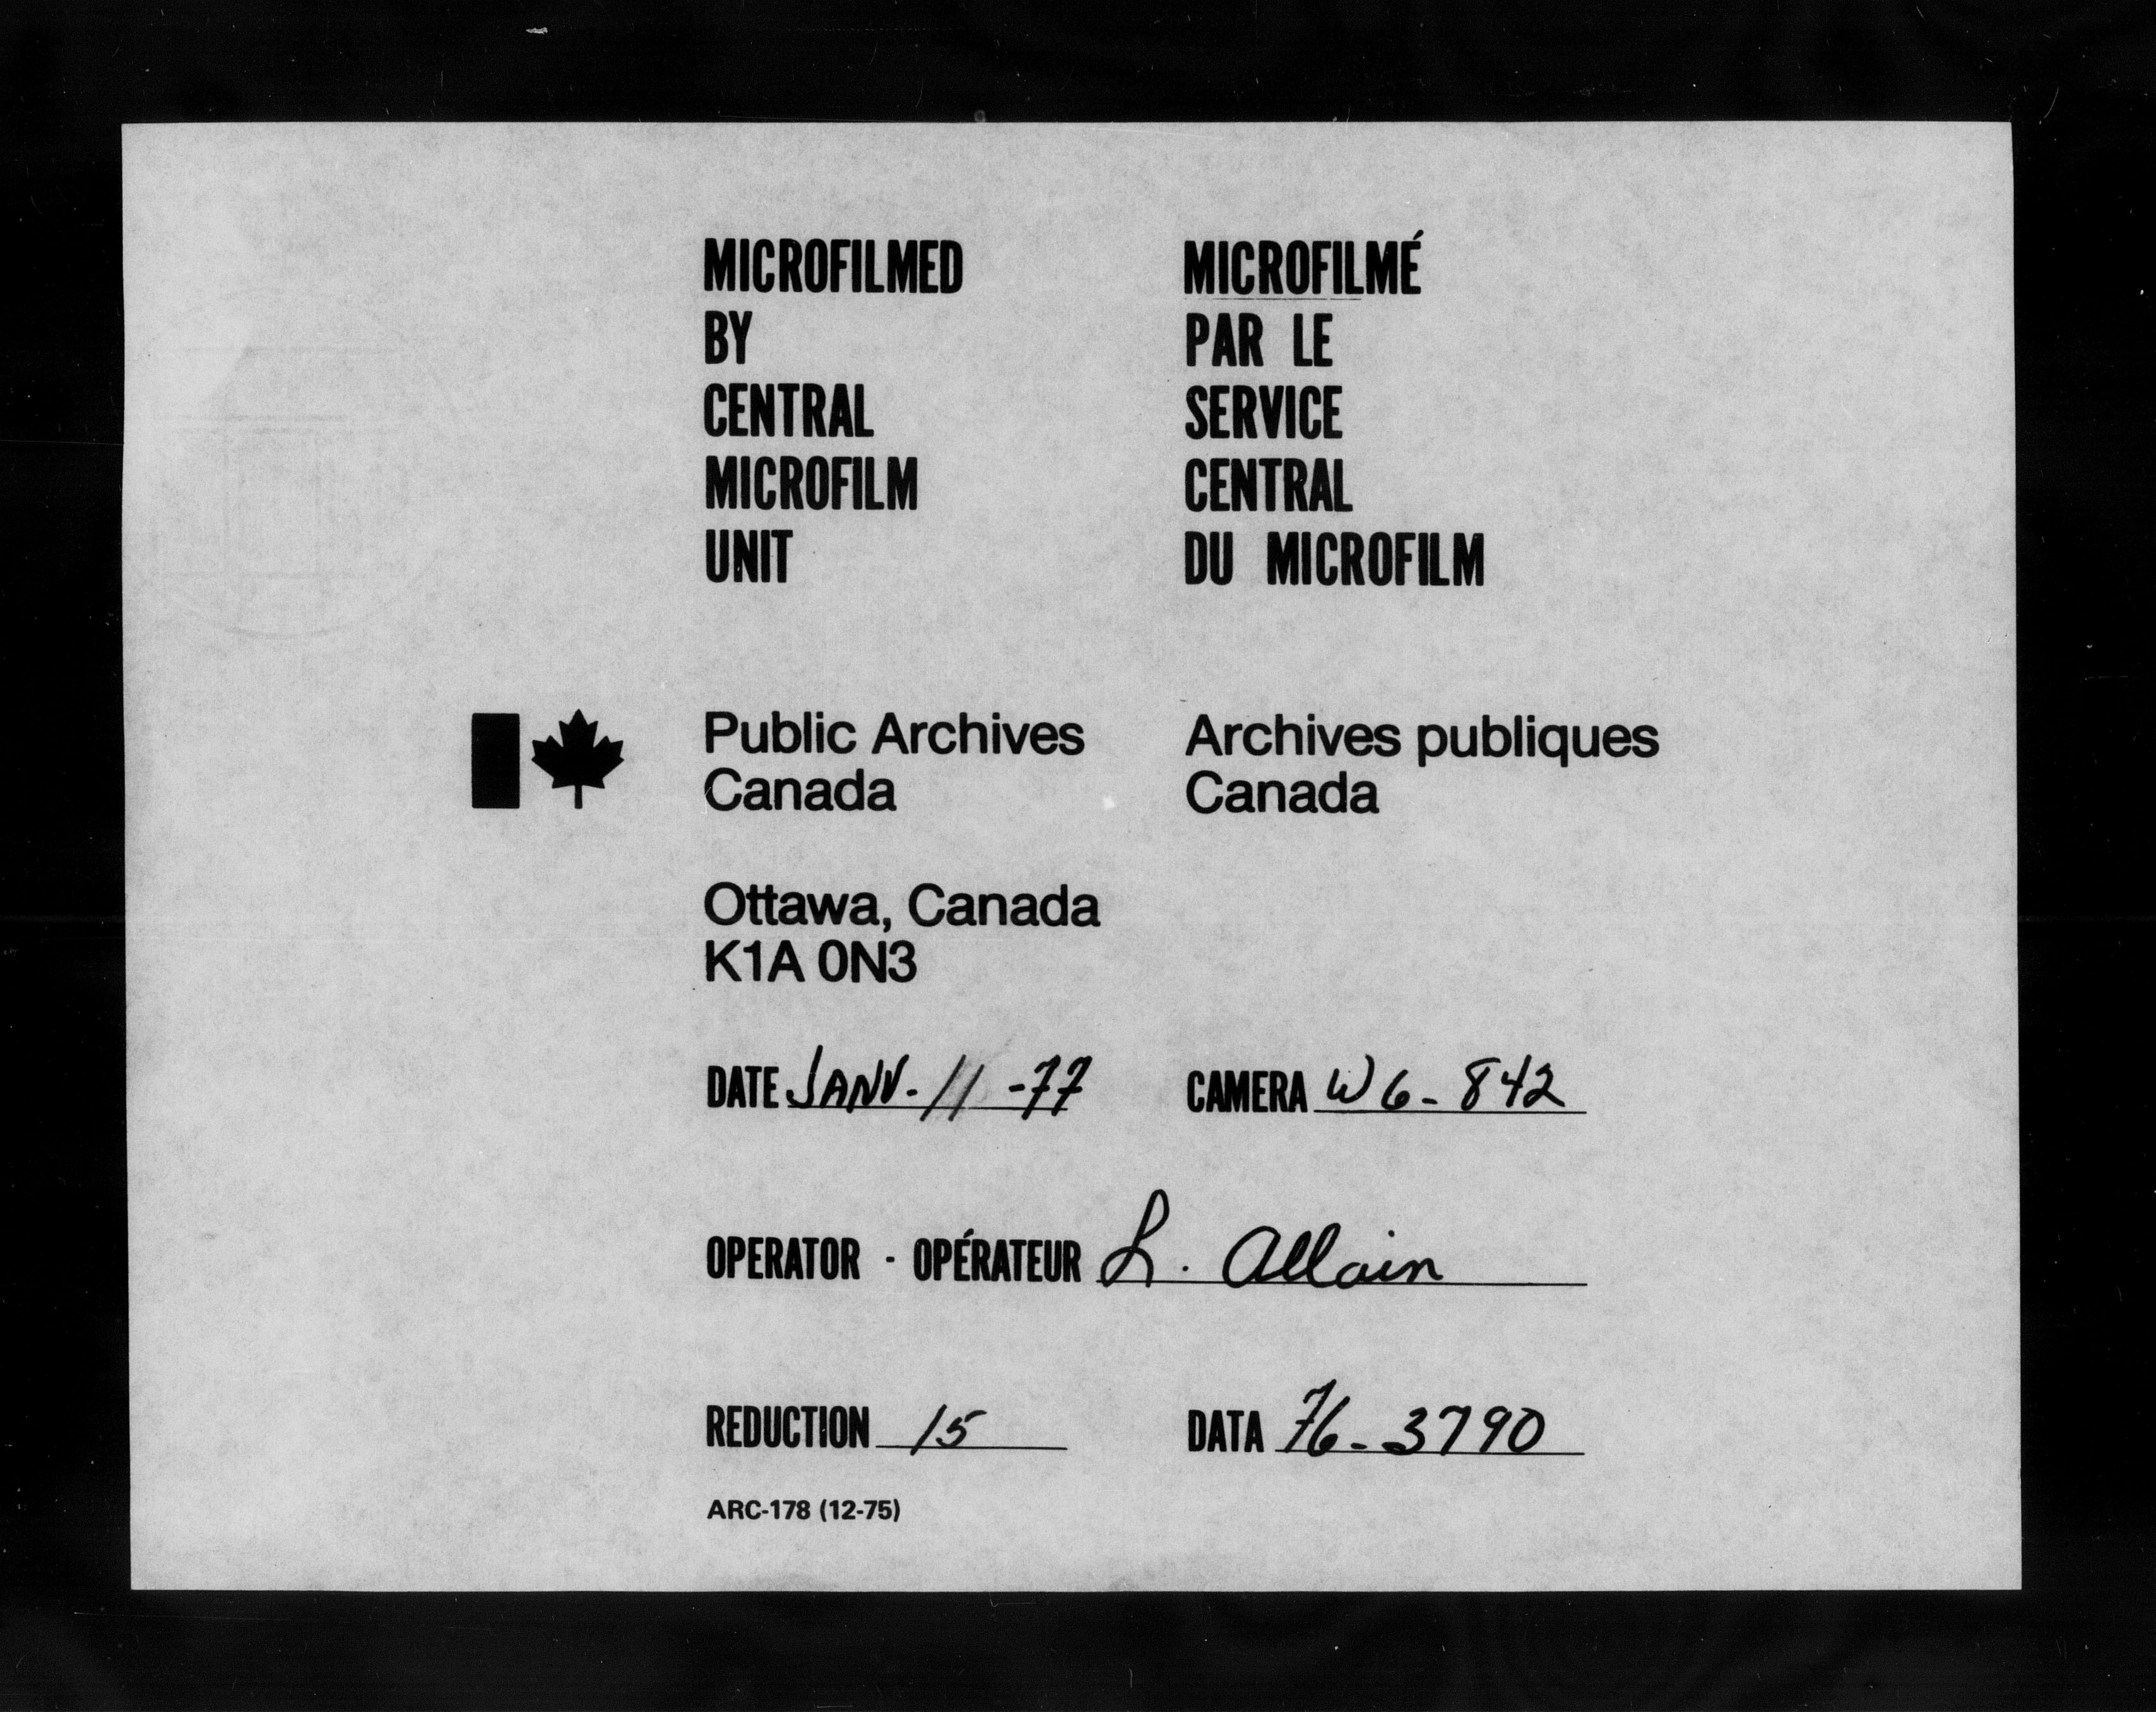 MICROFILMED
BY
CENTRAL
MICROFILM
UNIT
MICROFILMÉ
PAR LE
SERVICE
CENTRAL
DU MICROFILM
Public Archives
Canada
Archives publiques
Canada
Ottawa, Canada
K1A 0N3
DATE JANV. 11 -77
CAMERA W6-842
OPERATOR - OPÉRATEUR L. Allain
REDUCTION 15
DATA 76-3790
ARC-178 (12-75)